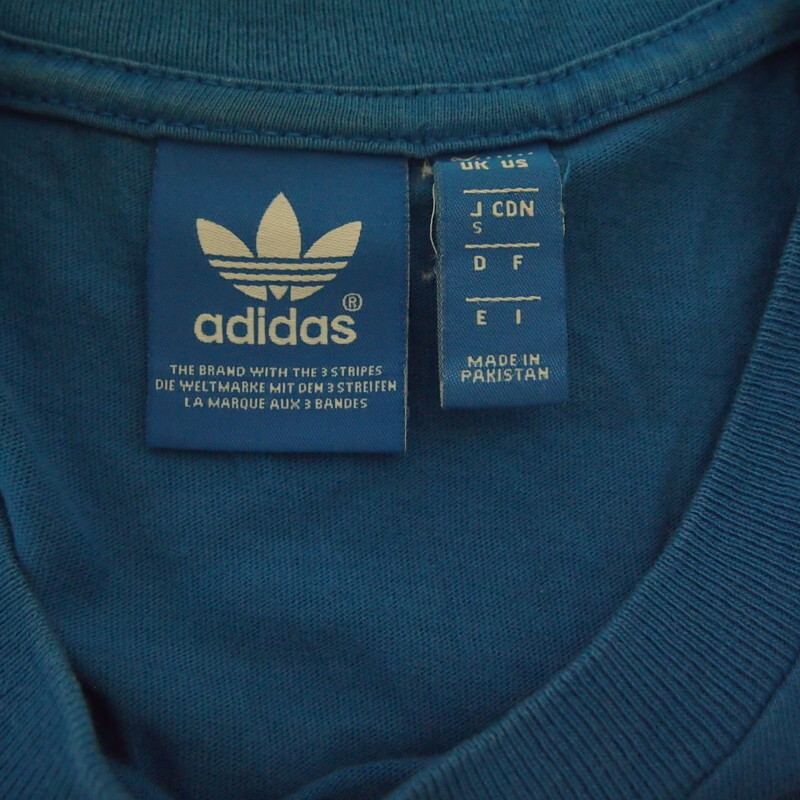 adidas®
THE BRAND WITH THE 3 STRIPES
DIE WELTMARKE MIT DEN 3 STREIFEN
LA MARQUE AUX 3 BANDES
UK US
J CDN
S
D F
E I
MADE IN
PAKISTAN